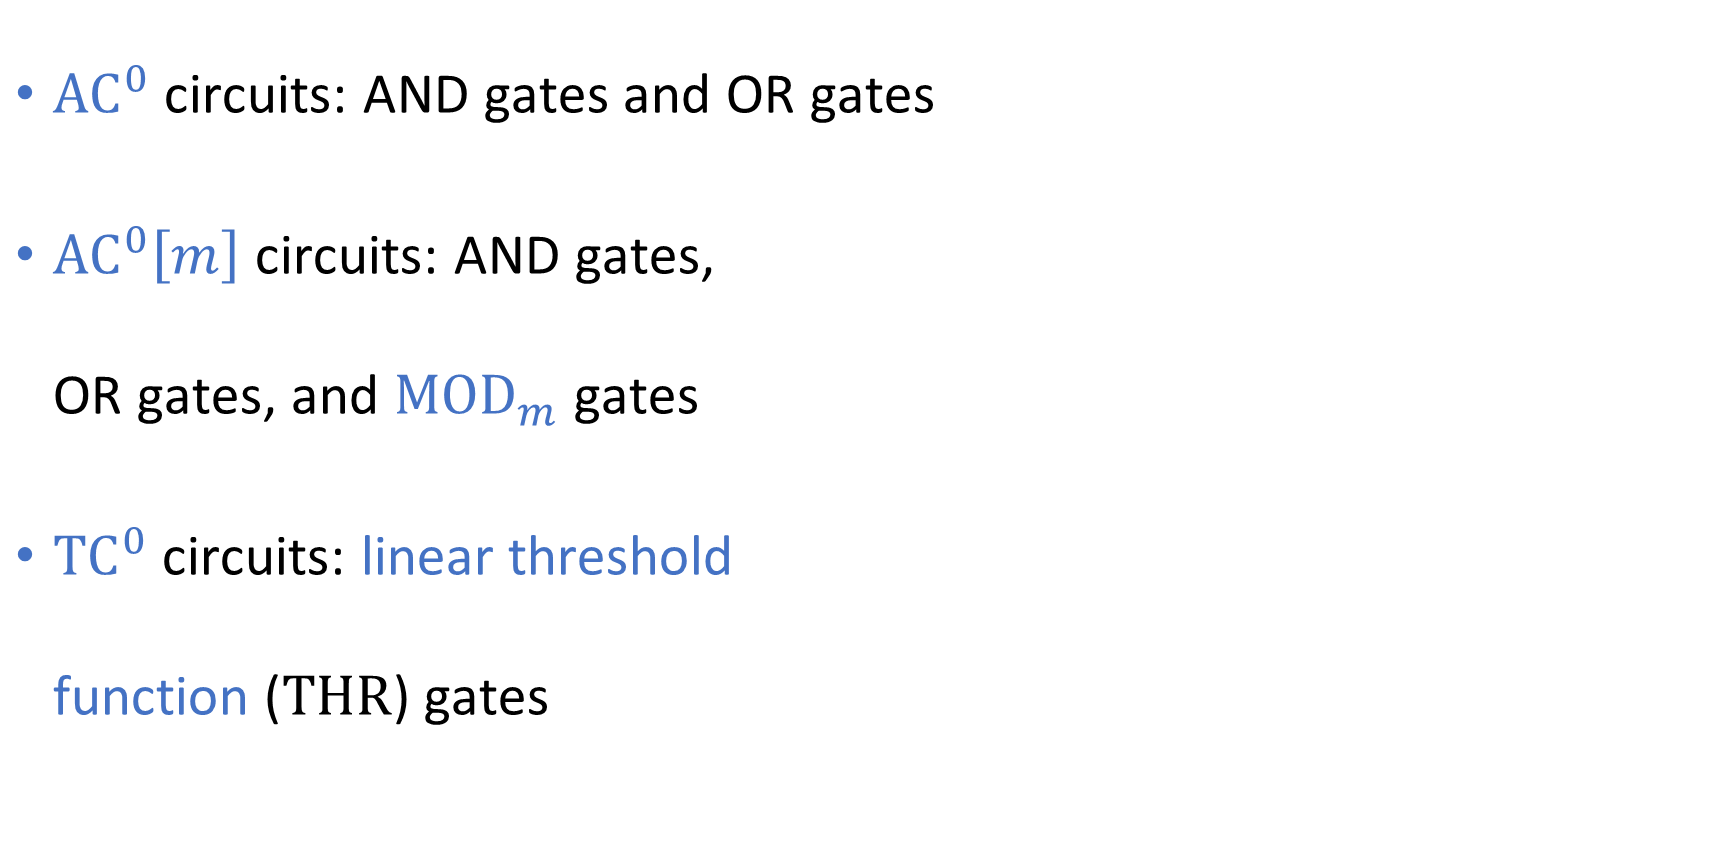 • AC⁰ circuits: AND gates and OR gates
• AC⁰[m] circuits: AND gates,
OR gates, and MODₘ gates
• TC⁰ circuits: linear threshold
function (THR) gates